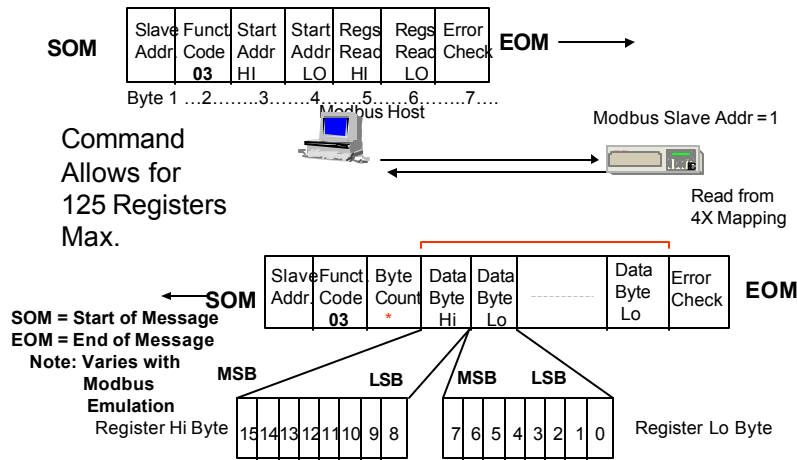 SOM
Slave Funct. Start Start Regs Regs Error
Addr. Code Addr Addr Read Read Check
03 HI LO HI LO
EOM
Byte 1 ...2........3.......4......5.......6........7....
Modbus Host
Modbus Slave Addr = 1
Command
Allows for
125 Registers
Max.
Read from
4X Mapping
SOM
Slave Funct. Byte Data Data Data Error
Addr. Code Count Byte Byte Byte Check
03 * Hi Lo Lo
EOM
SOM = Start of Message
EOM = End of Message
Note: Varies with
Modbus
Emulation
MSB LSB MSB LSB
Register Hi Byte 15 14 13 12 11 10 9 8
7 6 5 4 3 2 1 0 Register Lo Byte